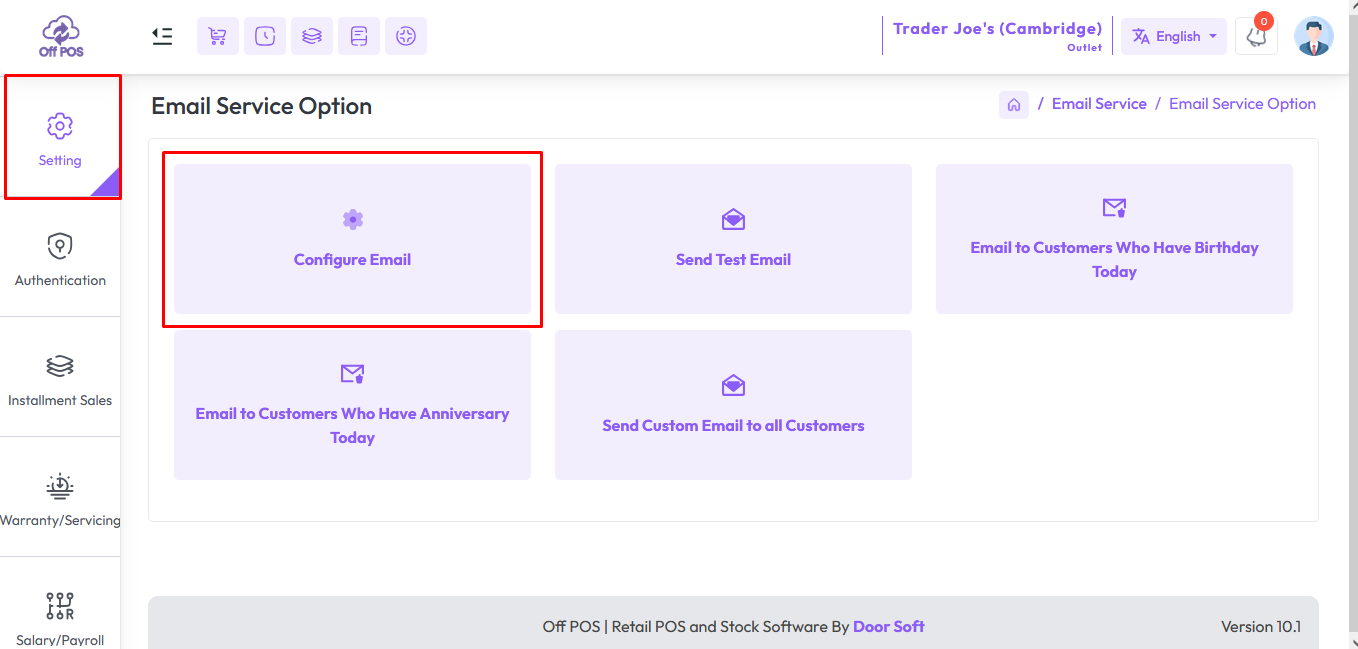 Off POS
Trader Joe's (Cambridge)
Outlet
English
0
Setting
Authentication
Installment Sales
Warranty/Servicing
Salary/Payroll
Email Service Option
/ Email Service / Email Service Option
Configure Email
Send Test Email
Email to Customers Who Have Birthday
Today
Email to Customers Who Have Anniversary
Today
Send Custom Email to all Customers
Off POS | Retail POS and Stock Software By Door Soft
Version 10.1